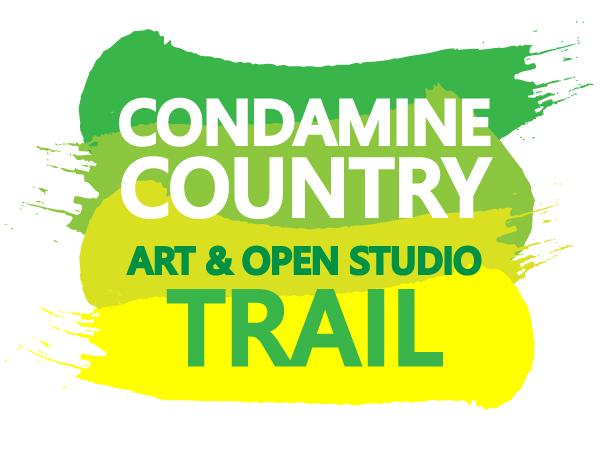 CONDAMINE
COUNTRY
ART & OPEN STUDIO
TRAIL